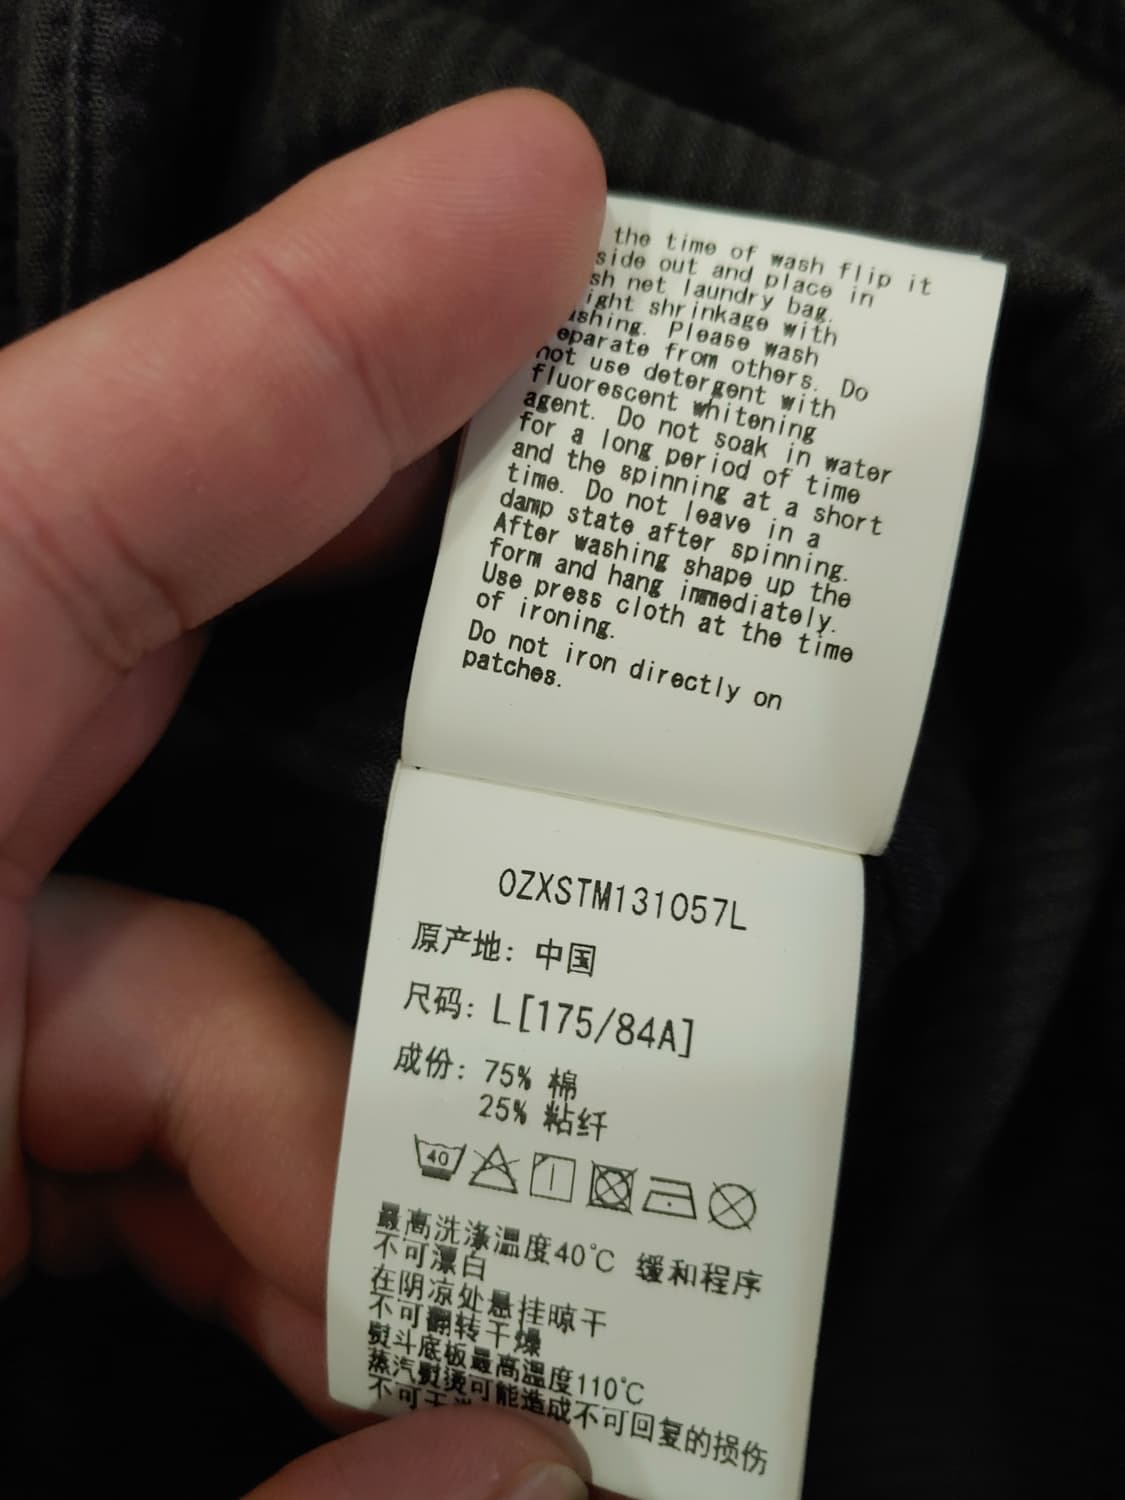 the time of wash flip it
side out and place in
sh net laundry bag.
ight shrinkage with
shing. Please wash
eparate from others. Do
not use detergent with
fluorescent whitening
agent. Do not soak in water
for a long period of time
and the spinning at a short
time. Do not leave in a
damp state after spinning.
After washing shape up the
form and hang immediately.
Use press cloth at the time
of ironing.
Do not iron directly on
patches.
OZXSTM131057L
原产地: 中国
尺码: L[175/84A]
成份: 75% 棉
25% 粘纤
40
最高洗涤温度40℃ 缓和程序
不可漂白
在阴凉处悬挂晾干
不可翻转干燥
熨斗底板最高温度110℃
蒸汽熨烫可能造成不可回复的损伤
不可干